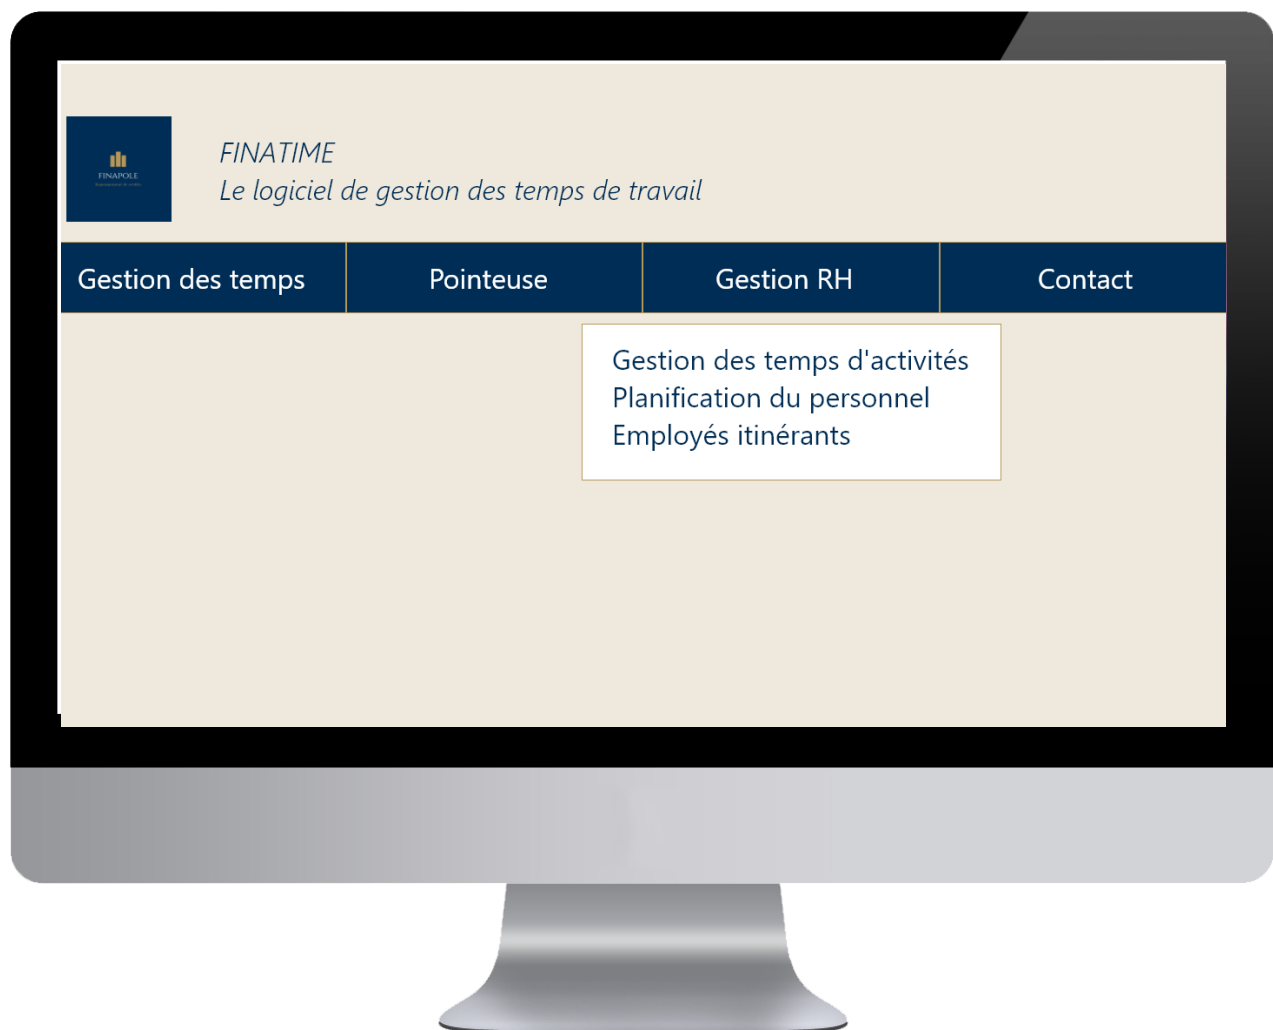 FINAPOLE
FINATIME
Le logiciel de gestion des temps de travail
Gestion des temps
Pointeuse
Gestion RH
Contact
Gestion des temps d'activités
Planification du personnel
Employés itinérants